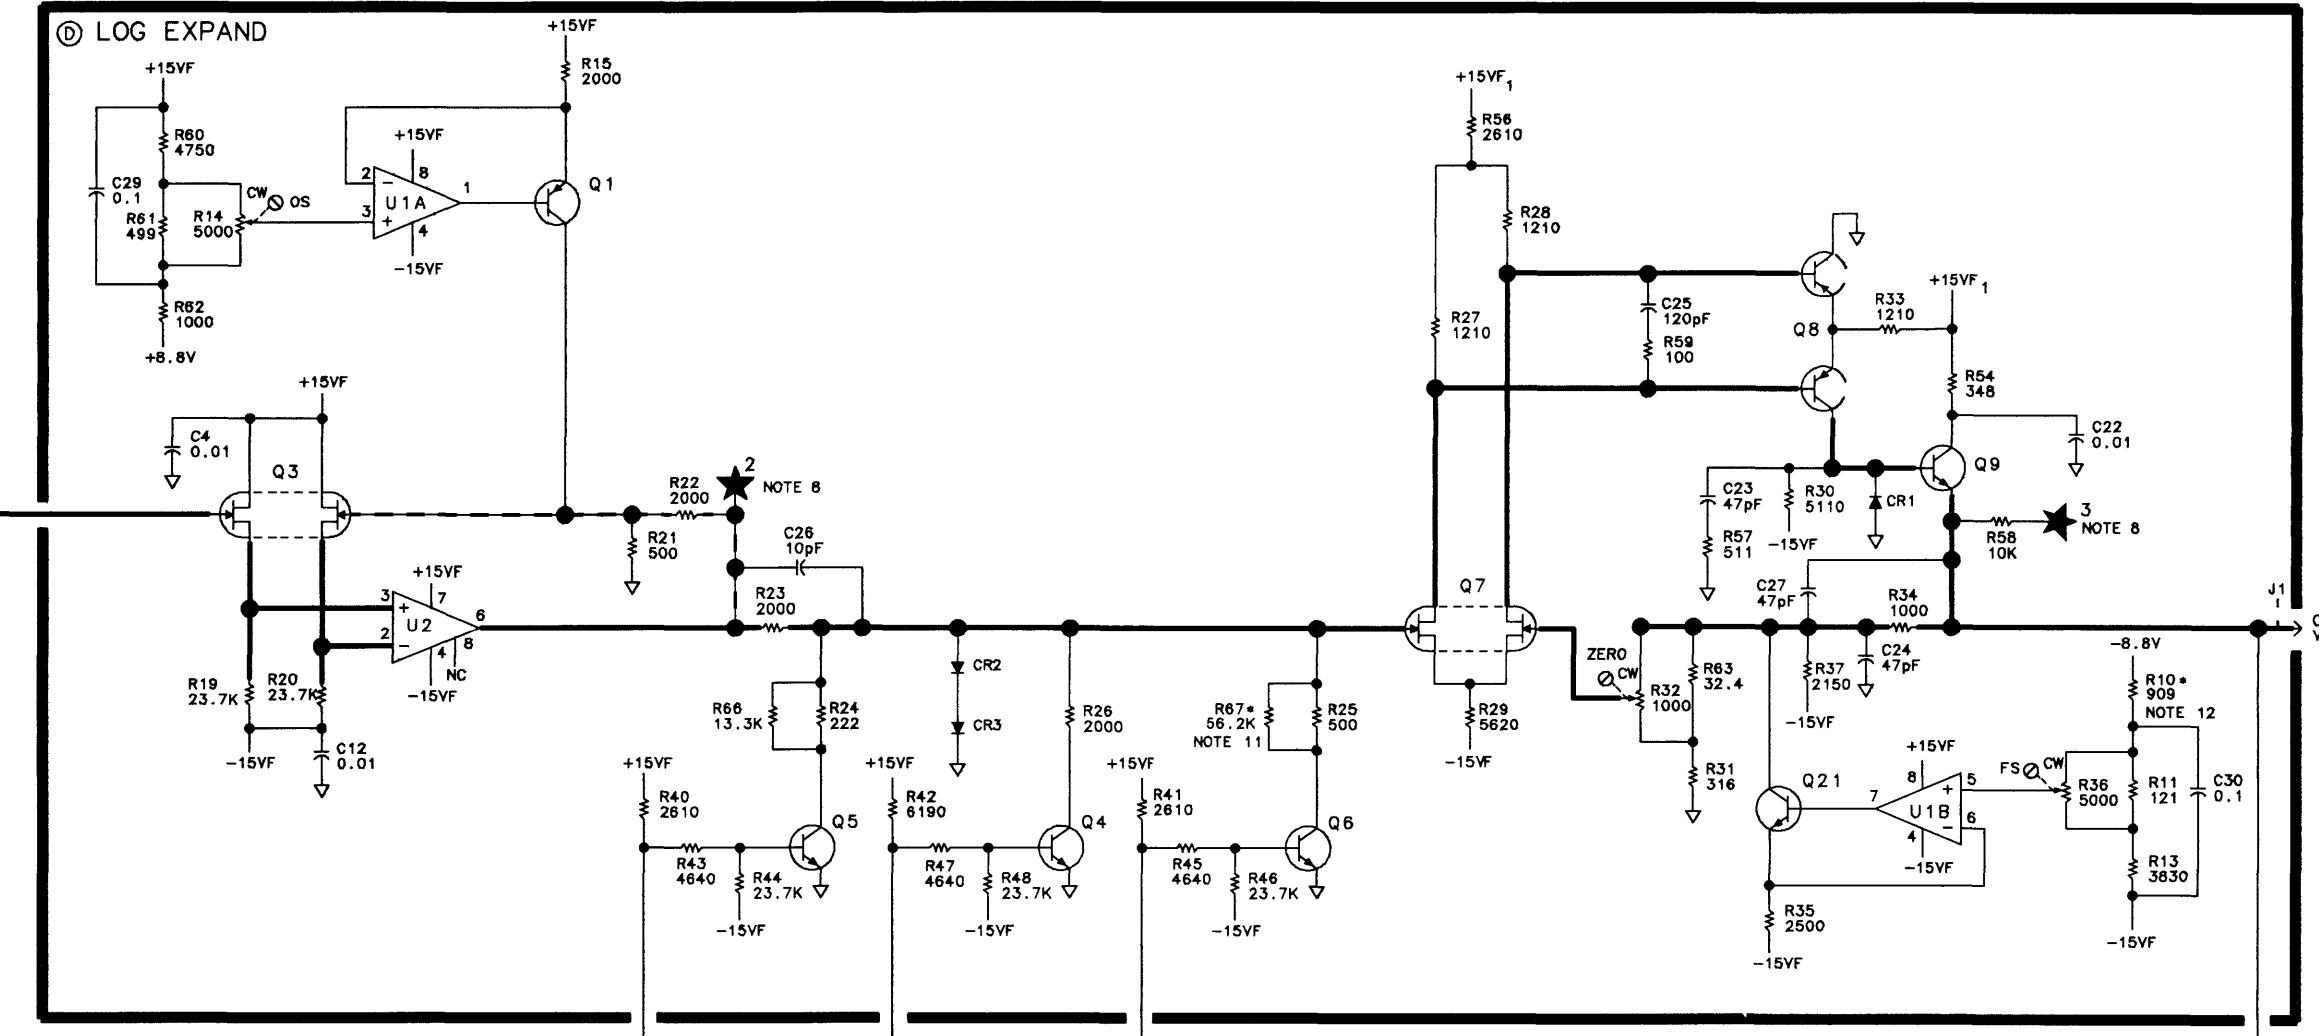 D LOG EXPAND
+15VF
R15
2000
+15VF
R60
4750
C29
0.1
R61
499
R14
5000
CW
OS
R62
1000
+8.8V
+15VF
2
8
1
U1A
3
4
-
+
-15VF
Q1
+15VF
C4
0.01
Q3
R22
2000
2
NOTE 8
R21
500
C26
10pF
R23
2000
+15VF
3
7
6
U2
2
4
8
+
-
NC
-15VF
R19
23.7K
R20
23.7K
-15VF
C12
0.01
R66
13.3K
R24
222
CR2
CR3
R26
2000
R67*
56.2K
NOTE 11
R25
500
+15VF
R40
2610
R43
4640
R44
23.7K
-15VF
Q5
+15VF
R42
6190
R47
4640
R48
23.7K
-15VF
Q4
+15VF
R41
2610
R45
4640
R46
23.7K
-15VF
Q6
+15VF1
R56
2610
R28
1210
R27
1210
C25
120pF
R59
100
Q8
R33
1210
+15VF1
R54
348
C22
0.01
Q9
C23
47pF
R57
511
R30
5110
-15VF
CR1
R58
10K
3
NOTE 8
Q7
R29
5620
-15VF
ZERO
CW
R32
1000
R63
32.4
R31
316
C27
47pF
R34
1000
R37
2150
-15VF
C24
47pF
J1
-8.8V
R10*
909
NOTE 12
FS
CW
R36
5000
R11
121
C30
0.1
R13
3830
-15VF
+15VF
8
5
7
U1B
6
4
+
-
-15VF
Q21
R35
2500
-15VF